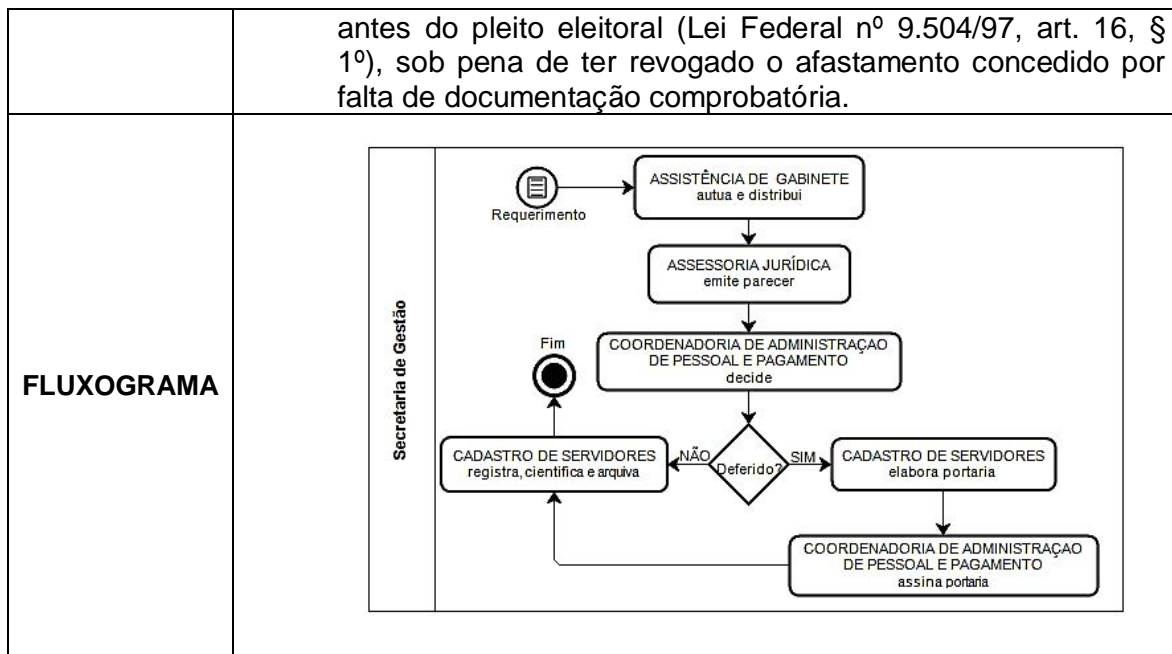 antes do pleito eleitoral (Lei Federal nº 9.504/97, art. 16, §
1º), sob pena de ter revogado o afastamento concedido por
falta de documentação comprobatória.
FLUXOGRAMA
Secretaria de Gestão
Requerimento
ASSISTÊNCIA DE GABINETE
autua e distribui
ASSESSORIA JURÍDICA
emite parecer
COORDENADORIA DE ADMINISTRAÇAO
DE PESSOAL E PAGAMENTO
decide
Deferido?
NÃO
SIM
CADASTRO DE SERVIDORES
elabora portaria
COORDENADORIA DE ADMINISTRAÇAO
DE PESSOAL E PAGAMENTO
assina portaria
CADASTRO DE SERVIDORES
registra, cientifica e arquiva
Fim